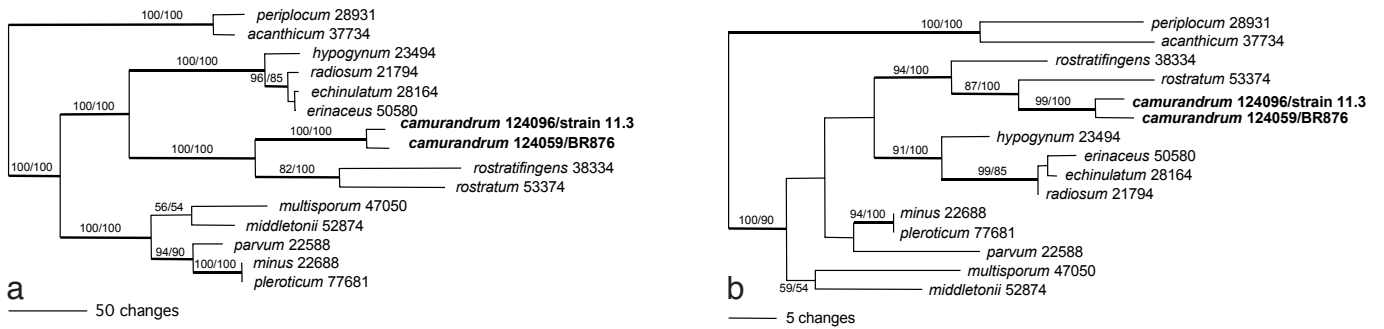 100/100
periplocum 28931
acanthicum 37734
100/100
hypogynum 23494
96/85
radiosum 21794
echinulatum 28164
erinaceus 50580
100/100
100/100
camurandrum 124096/strain 11.3
camurandrum 124059/BR876
100/100
82/100
rostratifingens 38334
rostratum 53374
100/100
56/54
multisporum 47050
middletonii 52874
100/100
94/90
parvum 22588
100/100
minus 22688
pleroticum 77681
a
50 changes
100/100
periplocum 28931
acanthicum 37734
94/100
rostratifingens 38334
87/100
rostratum 53374
99/100
camurandrum 124096/strain 11.3
camurandrum 124059/BR876
91/100
hypogynum 23494
99/85
erinaceus 50580
echinulatum 28164
radiosum 21794
100/90
94/100
minus 22688
pleroticum 77681
parvum 22588
59/54
multisporum 47050
middletonii 52874
b
5 changes